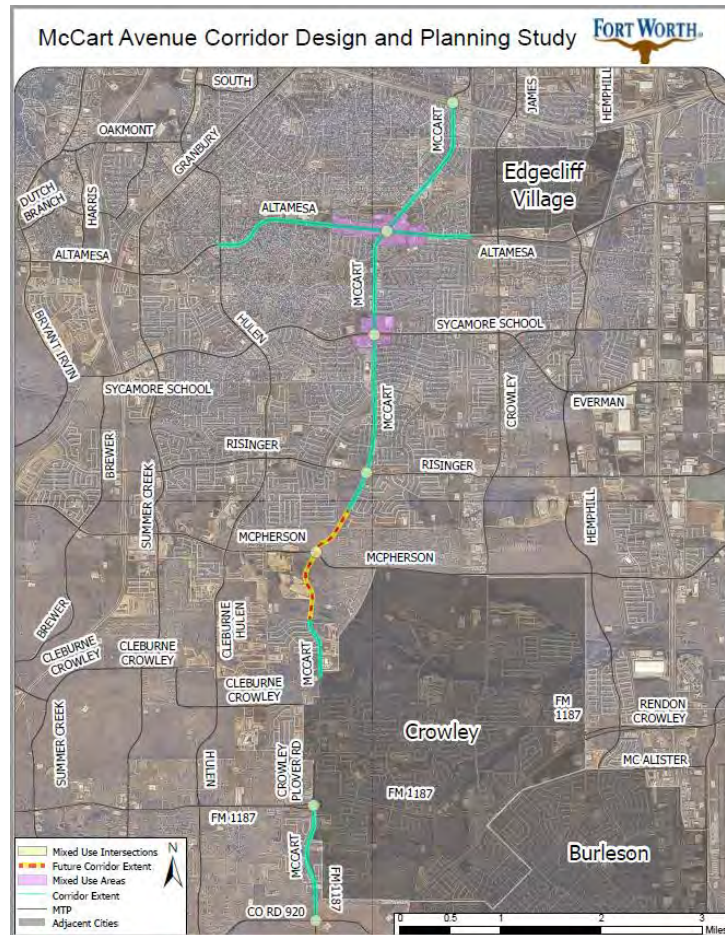 McCart Avenue Corridor Design and Planning Study
FORT WORTH®
SOUTH
MCCART
JAMES
HEMPHILL
OAKMONT
GRANBURY
Edgecliff
Village
DUTCH
BRANCH
HARRIS
ALTAMESA
ALTAMESA
ALTAMESA
MCCART
BRYANT IRVIN
HULEN
SYCAMORE SCHOOL
SYCAMORE SCHOOL
MCCART
CROWLEY
EVERMAN
BREWER
SUMMER CREEK
RISINGER
RISINGER
MCPHERSON
MCPHERSON
HEMPHILL
BREWER
CLEBURNE
CROWLEY
CLEBURNE
CROWLEY
CLEBURNE
HULEN
MCCART
CLEBURNE
CROWLEY
SUMMER CREEK
HULEN
CROWLEY
PLOVER RD
Crowley
FM
1187
RENDON
CROWLEY
MC ALISTER
FM 1187
FM 1187
MCCART
FM 1187
Burleson
CO RD 920
Mixed Use Intersections
Future Corridor Extent
Mixed Use Areas
Corridor Extent
MTP
Adjacent Cities
N
0 0.5 1 2 3
Miles